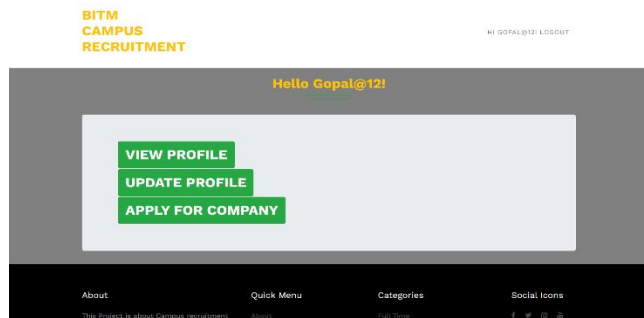 BITM
CAMPUS
RECRUITMENT
HI GOPAL@12! LOGOUT
Hello Gopal@12!
VIEW PROFILE
UPDATE PROFILE
APPLY FOR COMPANY
About
Quick Menu
Categories
Social Icons
This Project is about Campus recruitment
About
Full Time